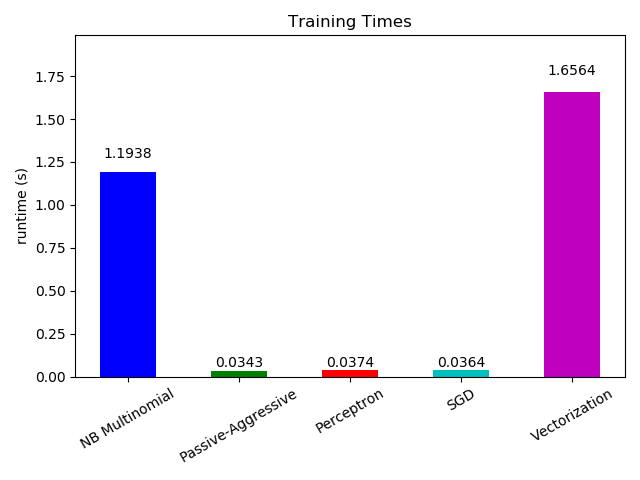 Training Times
runtime (s)
1.75
1.50
1.25
1.00
0.75
0.50
0.25
0.00
1.1938
0.0343
0.0374
0.0364
1.6564
NB Multinomial
Passive-Aggressive
Perceptron
SGD
Vectorization